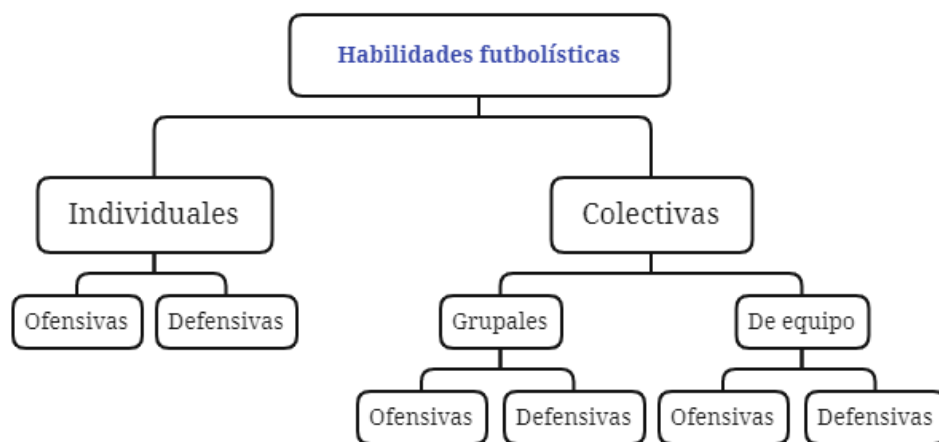 Habilidades futbolísticas
Individuales
Colectivas
Ofensivas
Defensivas
Grupales
De equipo
Ofensivas
Defensivas
Ofensivas
Defensivas